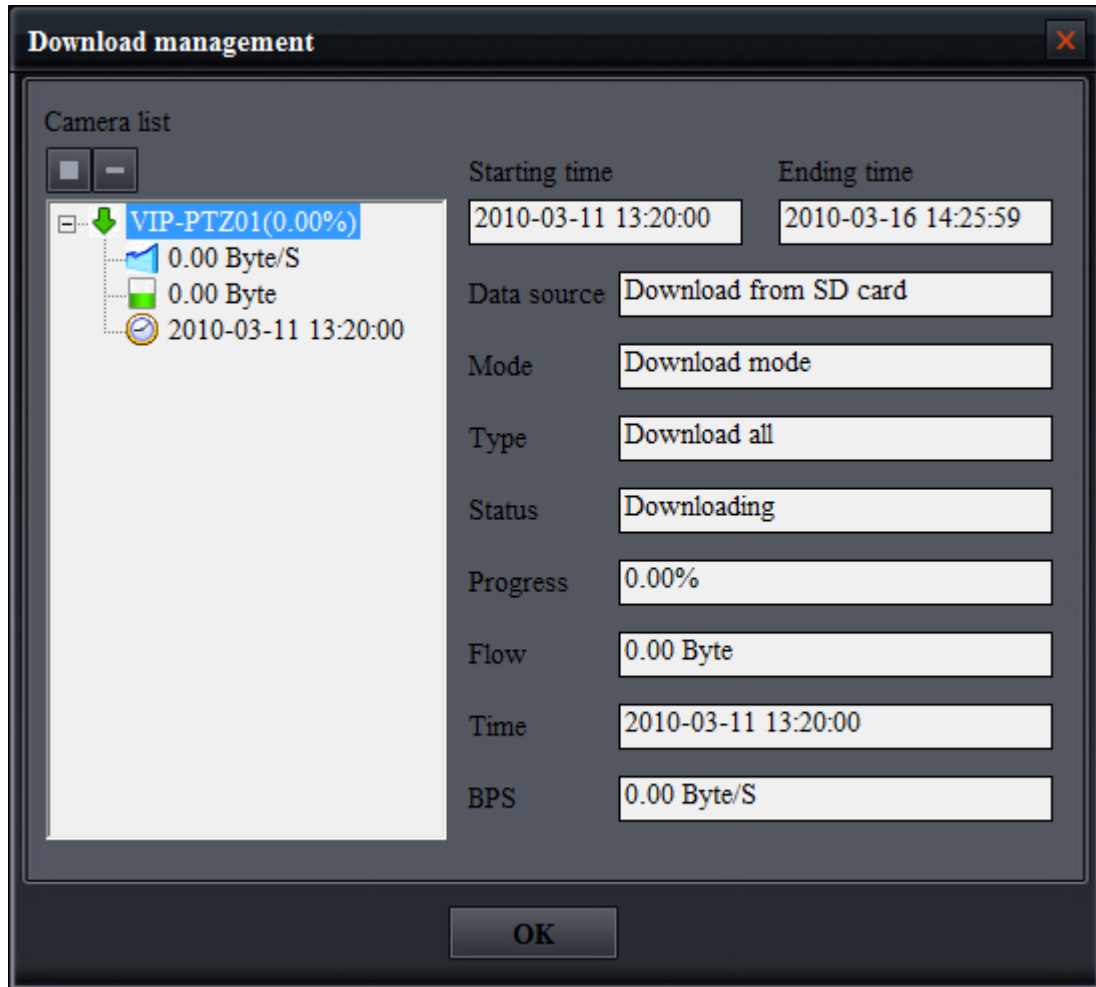 Download management
Camera list
VIP-PTZ01(0.00%)
0.00 Byte/S
0.00 Byte
2010-03-11 13:20:00
Starting time Ending time
2010-03-11 13:20:00 2010-03-16 14:25:59
Data source Download from SD card
Mode Download mode
Type Download all
Status Downloading
Progress 0.00%
Flow 0.00 Byte
Time 2010-03-11 13:20:00
BPS 0.00 Byte/S
OK